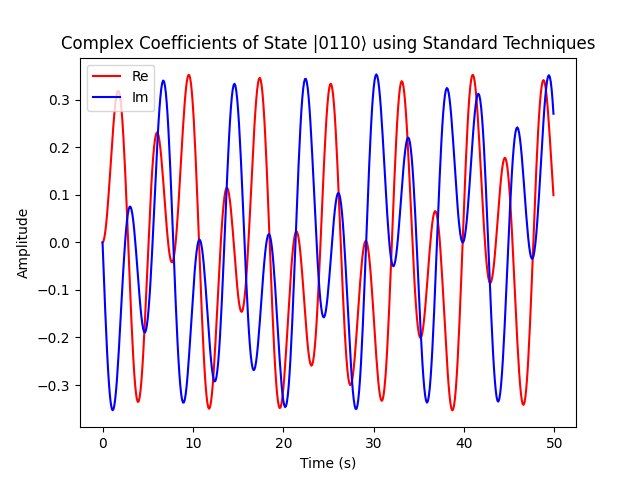 Complex Coefficients of State |0110⟩ using Standard Techniques
Re
Im
0.3
0.2
0.1
0.0
−0.1
−0.2
−0.3
Amplitude
0
10
20
30
40
50
Time (s)